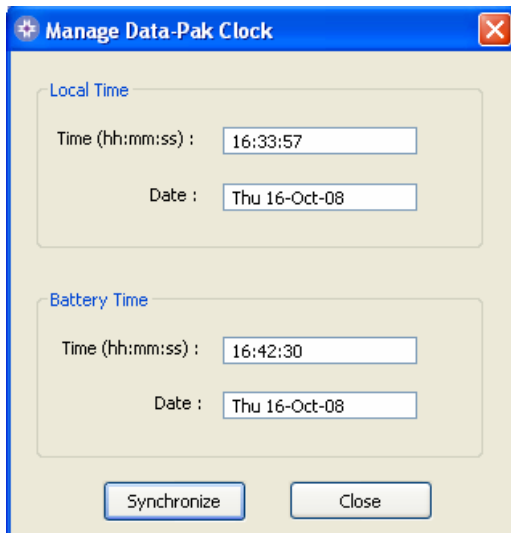 Manage Data-Pak Clock
Local Time
Time (hh:mm:ss) : 16:33:57
Date : Thu 16-Oct-08
Battery Time
Time (hh:mm:ss) : 16:42:30
Date : Thu 16-Oct-08
Synchronize Close